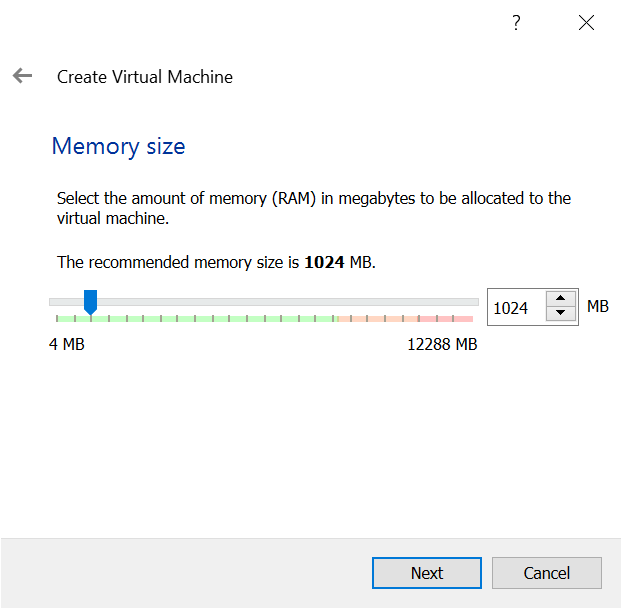 ?
Create Virtual Machine
Memory size
Select the amount of memory (RAM) in megabytes to be allocated to the
virtual machine.
The recommended memory size is 1024 MB.
1024 MB
4 MB 12288 MB
Next Cancel